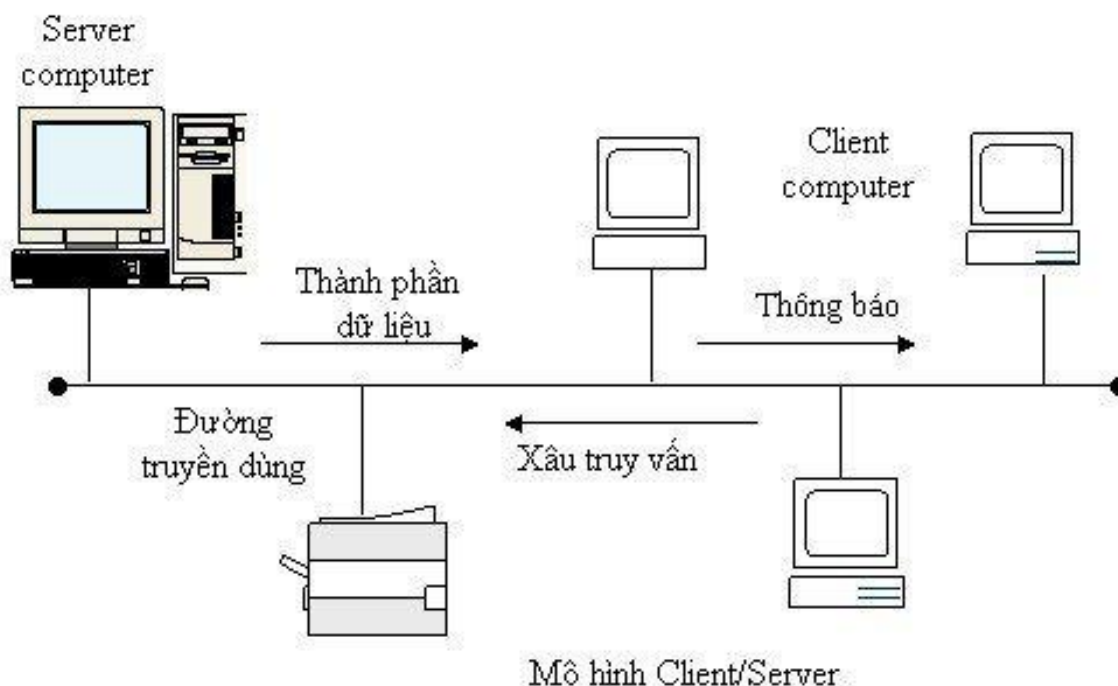 Server
computer
Client
computer
Thành phần
dữ liệu
Thông báo
Đường
truyền dùng
Xâu truy vấn
Mô hình Client/Server